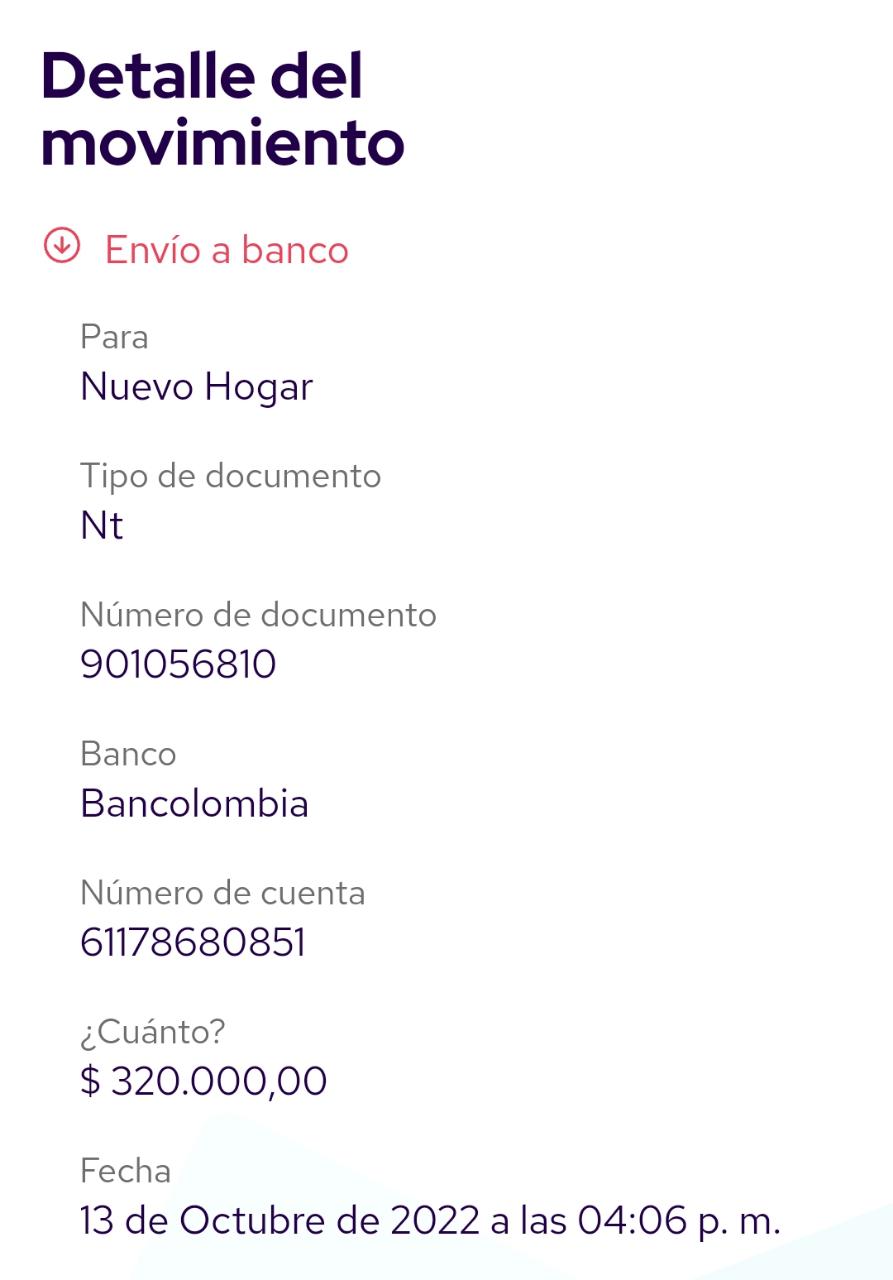 Detalle del
movimiento
Envío a banco
Para
Nuevo Hogar
Tipo de documento
Nt
Número de documento
901056810
Banco
Bancolombia
Número de cuenta
61178680851
¿Cuánto?
$ 320.000,00
Fecha
13 de Octubre de 2022 a las 04:06 p. m.